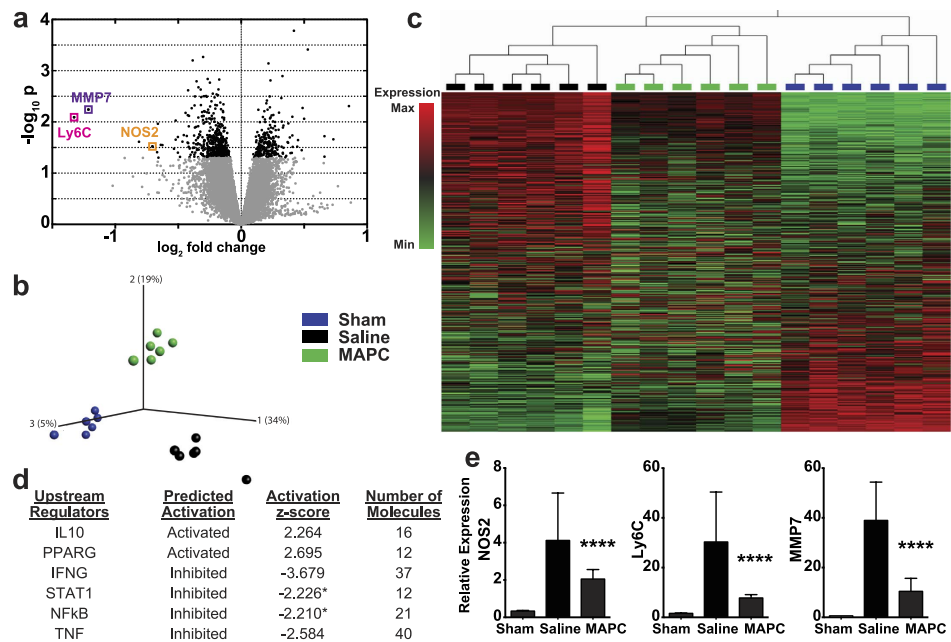 a
-log10 p
4
3
2
1
0
MMP7
Ly6C
NOS2
-1
0
1
log2 fold change
b
2 (19%)
3 (5%)
1 (34%)
Sham
Saline
MAPC
c
Expression
Max
Min
d
Upstream Regulators Predicted Activation Activation z-score Number of Molecules
IL10 Activated 2.264 16
PPARG Activated 2.695 12
IFNG Inhibited -3.679 37
STAT1 Inhibited -2.226* 12
NFkB Inhibited -2.210* 21
TNF Inhibited -2.584 40
e
Relative Expression
NOS2
8
6
4
2
0
****
Sham Saline MAPC
Ly6C
60
40
20
0
****
Sham Saline MAPC
MMP7
60
40
20
0
****
Sham Saline MAPC